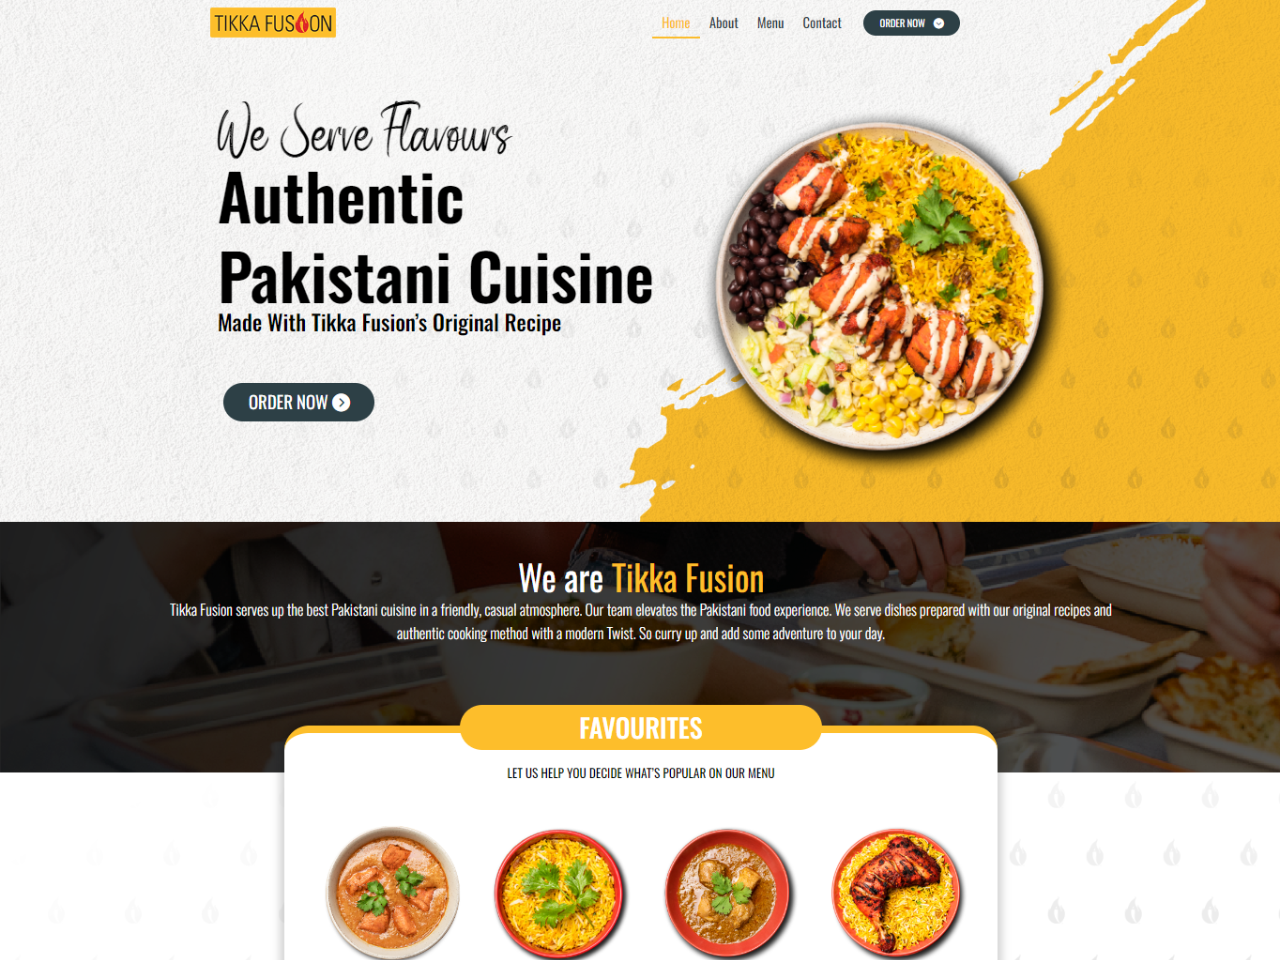 TIKKA FUSION
Home About Menu Contact ORDER NOW
We Serve Flavours
Authentic
Pakistani Cuisine
Made With Tikka Fusion's Original Recipe
ORDER NOW
We are Tikka Fusion
Tikka Fusion serves up the best Pakistani cuisine in a friendly, casual atmosphere. Our team elevates the Pakistani food experience. We serve dishes prepared with our original recipes and
authentic cooking method with a modern Twist. So curry up and add some adventure to your day.
FAVOURITES
LET US HELP YOU DECIDE WHAT'S POPULAR ON OUR MENU